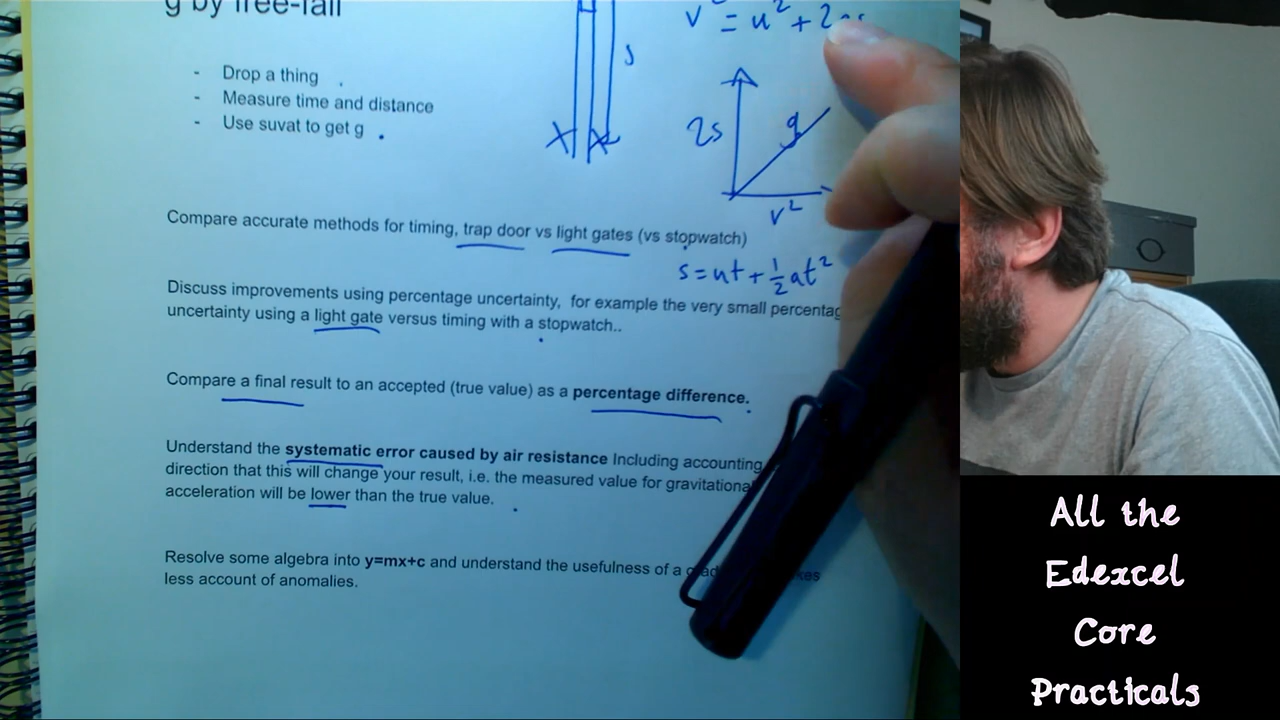 g by free-fall
- Drop a thing
- Measure time and distance
- Use suvat to get g
s
v² = u² + 2as
2s
g
v²
Compare accurate methods for timing, trap door vs light gates (vs stopwatch)
s = ut + ½at²
Discuss improvements using percentage uncertainty, for example the very small percentag
uncertainty using a light gate versus timing with a stopwatch..
Compare a final result to an accepted (true value) as a percentage difference.
Understand the systematic error caused by air resistance Including accounting
direction that this will change your result, i.e. the measured value for gravitational
acceleration will be lower than the true value.
Resolve some algebra into y=mx+c and understand the usefulness of a
less account of anomalies.
All the
Edexcel
Core
Practicals